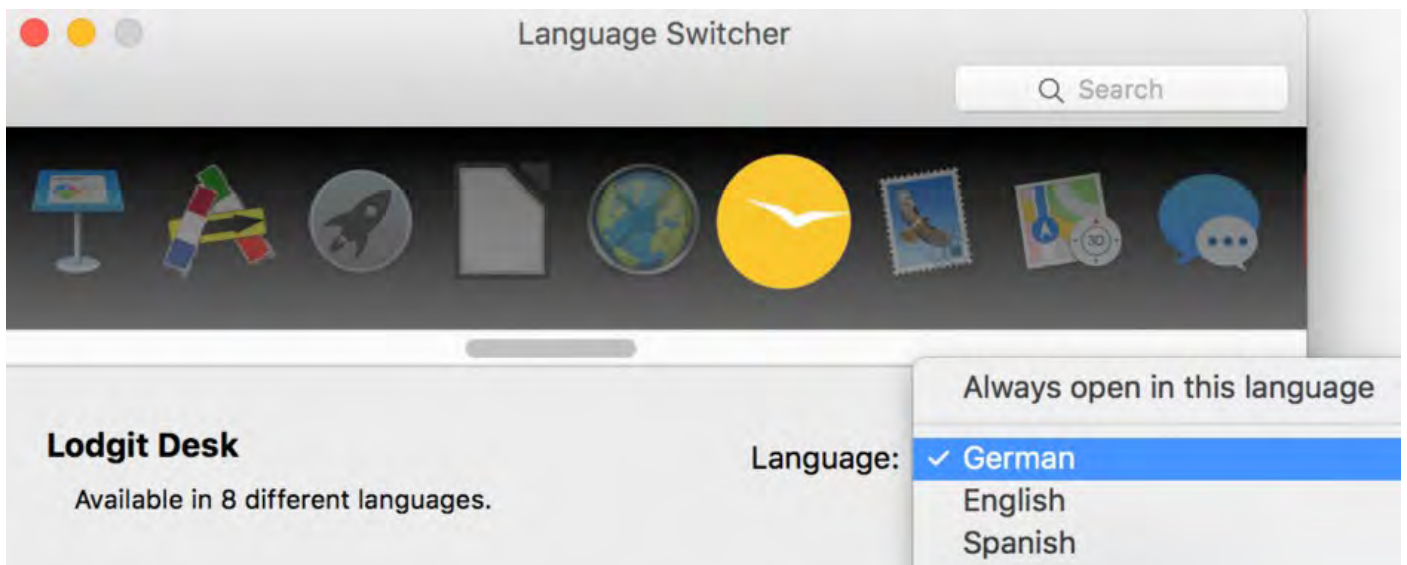 Language Switcher
Search
3D
Always open in this language
Lodgit Desk
Language: ✓ German
Available in 8 different languages.
English
Spanish